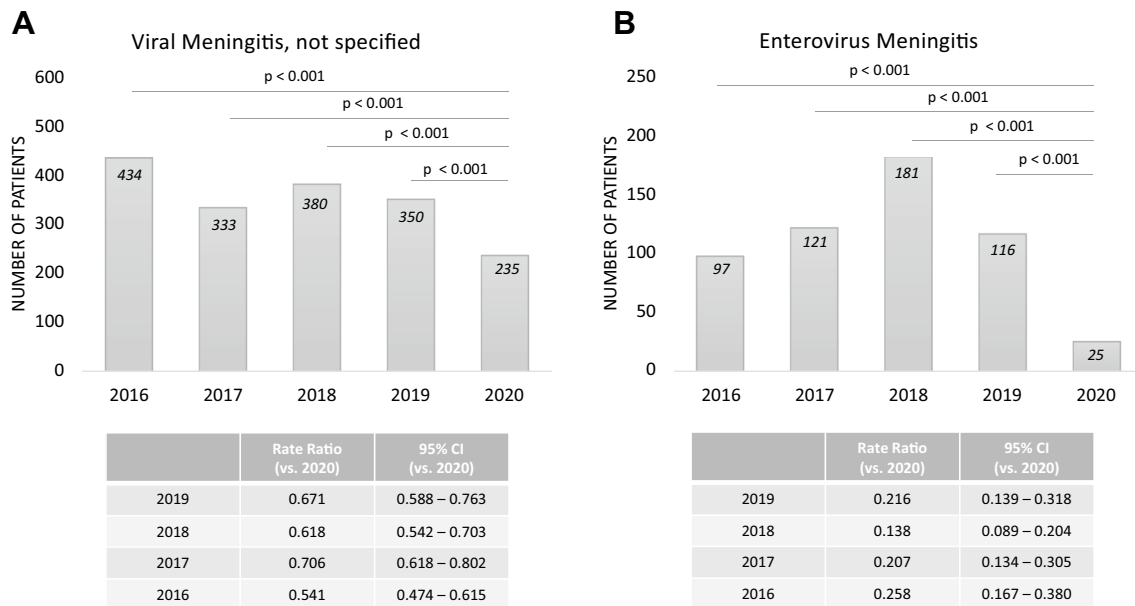 A
Viral Meningitis, not specified
NUMBER OF PATIENTS
600
500
400
300
200
100
0
p < 0.001
p < 0.001
p < 0.001
p < 0.001
434
333
380
350
235
2016 2017 2018 2019 2020
Rate Ratio (vs. 2020) 95% CI (vs. 2020)
2019 0.671 0.588 – 0.763
2018 0.618 0.542 – 0.703
2017 0.706 0.618 – 0.802
2016 0.541 0.474 – 0.615
B
Enterovirus Meningitis
NUMBER OF PATIENTS
250
200
150
100
50
0
p < 0.001
p < 0.001
p < 0.001
p < 0.001
97
121
181
116
25
2016 2017 2018 2019 2020
Rate Ratio (vs. 2020) 95% CI (vs. 2020)
2019 0.216 0.139 – 0.318
2018 0.138 0.089 – 0.204
2017 0.207 0.134 – 0.305
2016 0.258 0.167 – 0.380